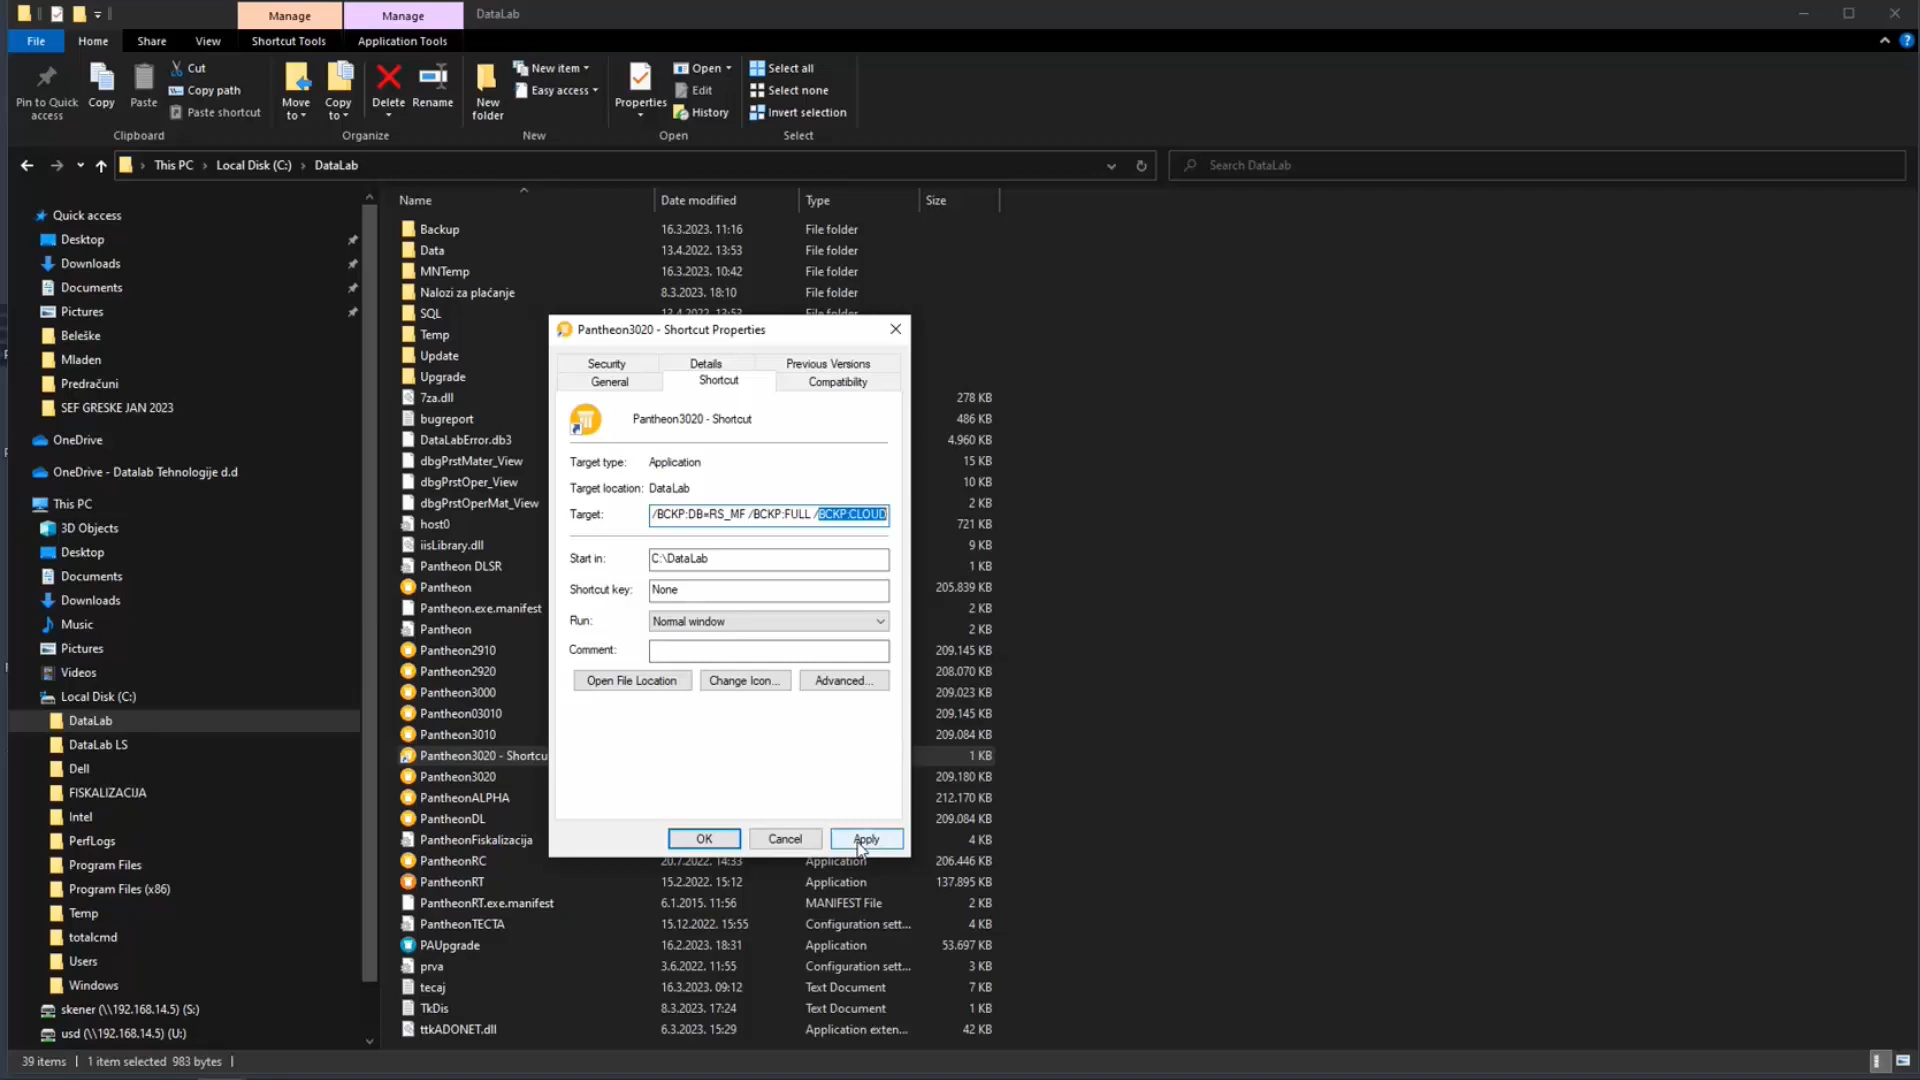 Manage
Manage
DataLab
File
Home
Share
View
Shortcut Tools
Application Tools
Pin to Quick access
Copy
Paste
Cut
Copy path
Paste shortcut
Clipboard
Move to
Copy to
Delete
Rename
Organize
New folder
New item
Easy access
New
Properties
Open
Edit
History
Open
Select all
Select none
Invert selection
Select
This PC › Local Disk (C:) › DataLab
Search DataLab
Quick access
Desktop
Downloads
Documents
Pictures
Beleške
Mladen
Predračuni
SEF GRESKE JAN 2023
OneDrive
OneDrive - Datalab Tehnologije d.d
This PC
3D Objects
Desktop
Documents
Downloads
Music
Pictures
Videos
Local Disk (C:)
DataLab
DataLab LS
Dell
FISKALIZACIJA
Intel
PerfLogs
Program Files
Program Files (x86)
Temp
totalcmd
Users
Windows
skener (\\192.168.14.5) (S:)
usd (\\192.168.14.5) (U:)
Name Date modified Type Size
Backup 16.3.2023. 11:16 File folder
Data 13.4.2022. 13:53 File folder
MNTemp 16.3.2023. 10:42 File folder
Nalozi za plaćanje 8.3.2023. 18:10 File folder
SQL 13.4.2022. 13:53 File folder
Temp
Update
Upgrade
7za.dll 278 KB
bugreport 486 KB
DataLabError.db3 4.960 KB
dbgPrstMater_View 15 KB
dbgPrstOper_View 10 KB
dbgPrstOperMat_View 2 KB
host0 721 KB
iisLibrary.dll 9 KB
Pantheon DLSR 1 KB
Pantheon 205.839 KB
Pantheon.exe.manifest 2 KB
Pantheon 2 KB
Pantheon2910 209.145 KB
Pantheon2920 208.070 KB
Pantheon3000 209.023 KB
Pantheon03010 209.145 KB
Pantheon3010 209.084 KB
Pantheon3020 - Shortcu 1 KB
Pantheon3020 209.180 KB
PantheonALPHA 212.170 KB
PantheonDL 209.084 KB
PantheonFiskalizacija 4 KB
PantheonRC 20.7.2022. 14:33 Application 206.446 KB
PantheonRT 15.2.2022. 15:12 Application 137.895 KB
PantheonRT.exe.manifest 6.1.2015. 11:56 MANIFEST File 2 KB
PantheonTECTA 15.12.2022. 15:55 Configuration sett... 4 KB
PAUpgrade 16.2.2023. 18:31 Application 53.697 KB
prva 3.6.2022. 11:55 Configuration sett... 3 KB
tecaj 16.3.2023. 09:12 Text Document 7 KB
TkDis 8.3.2023. 17:24 Text Document 1 KB
ttkADONET.dll 6.3.2023. 15:29 Application exten... 42 KB
Pantheon3020 - Shortcut Properties
Security Details Previous Versions
General Shortcut Compatibility
Pantheon3020 - Shortcut
Target type: Application
Target location: DataLab
Target: /BCKP:DB=RS_MF /BCKP:FULL /BCKP:CLOUD
Start in: C:\DataLab
Shortcut key: None
Run: Normal window
Comment:
Open File Location Change Icon... Advanced...
OK Cancel Apply
39 items 1 item selected 983 bytes